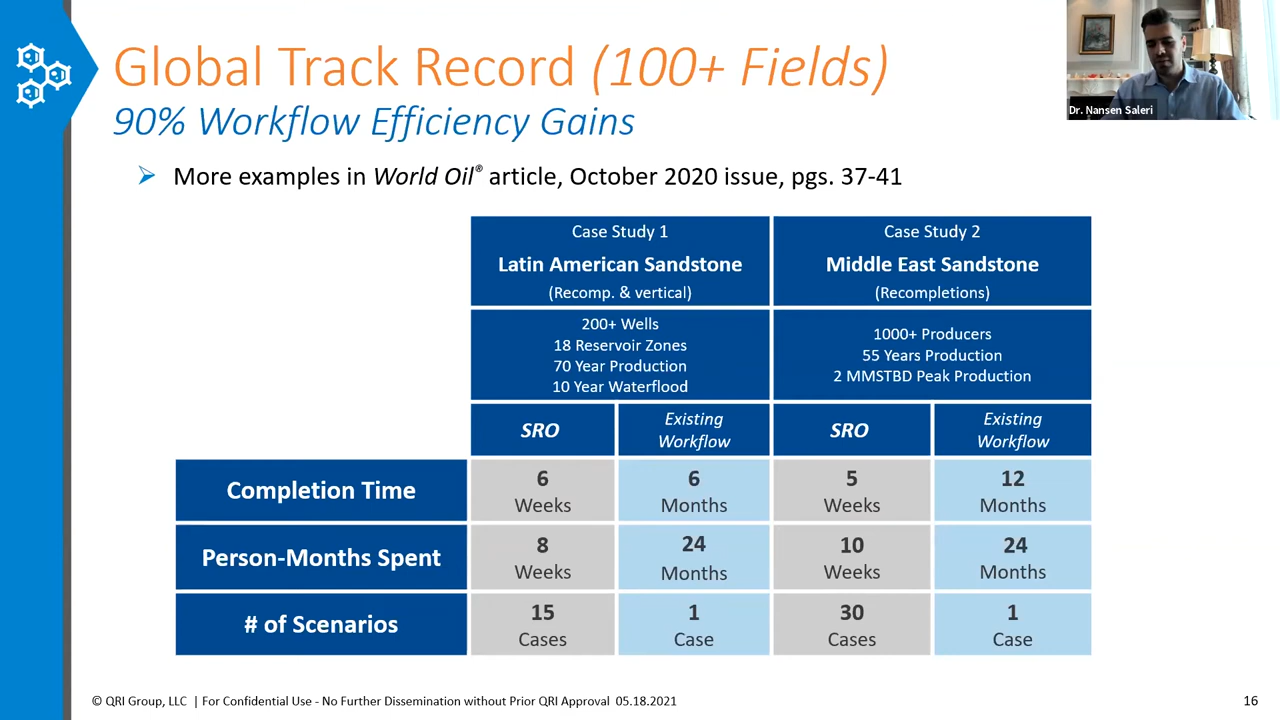 Global Track Record (100+ Fields)
90% Workflow Efficiency Gains
Dr. Nansen Saleri
➢ More examples in World Oil® article, October 2020 issue, pgs. 37-41
Case Study 1
Latin American Sandstone
(Recomp. & vertical)
Case Study 2
Middle East Sandstone
(Recompletions)
200+ Wells
18 Reservoir Zones
70 Year Production
10 Year Waterflood
1000+ Producers
55 Years Production
2 MMSTBD Peak Production
SRO
Existing
Workflow
SRO
Existing
Workflow
Completion Time
6
Weeks
6
Months
5
Weeks
12
Months
Person-Months Spent
8
Weeks
24
Months
10
Weeks
24
Months
# of Scenarios
15
Cases
1
Case
30
Cases
1
Case
© QRI Group, LLC | For Confidential Use - No Further Dissemination without Prior QRI Approval 05.18.2021
16